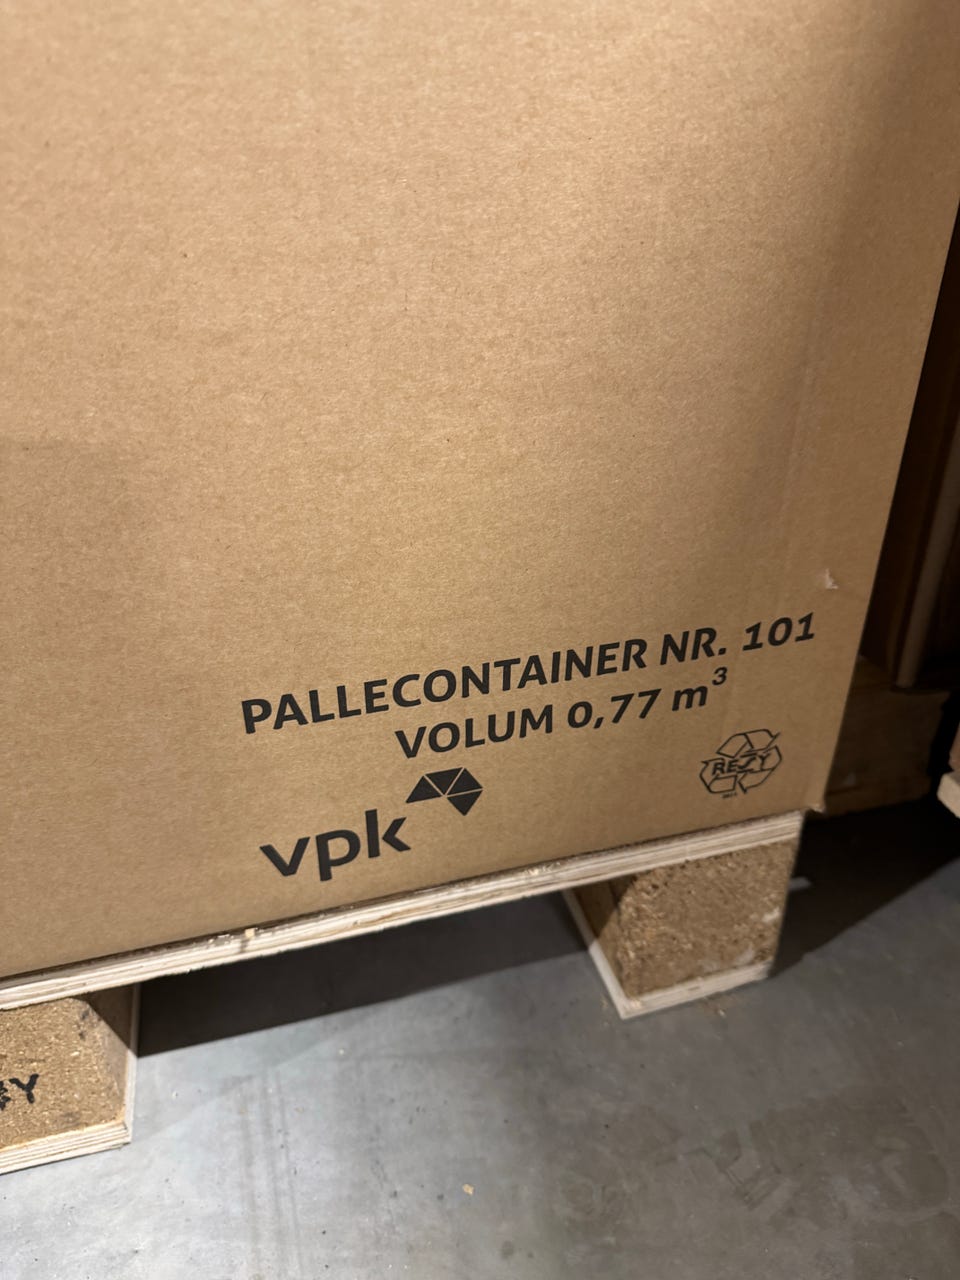 PALLECONTAINER NR. 101
VOLUM 0,77 m³
vpk
RESY